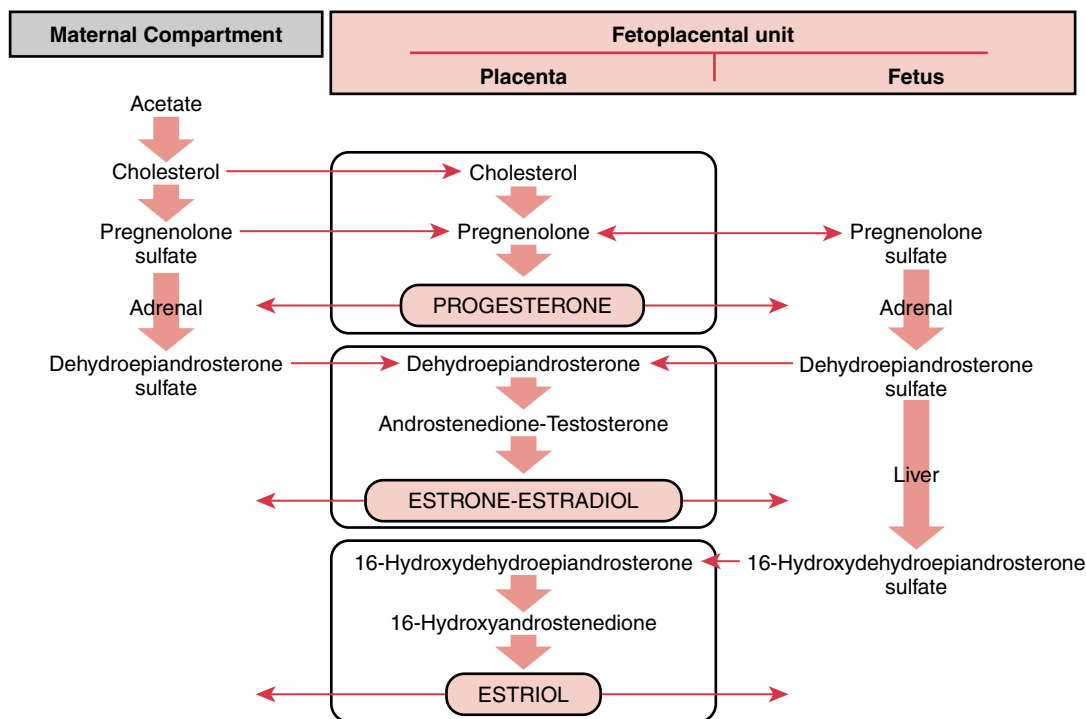 Maternal Compartment
Fetoplacental unit
Placenta
Fetus
Acetate
Cholesterol
Cholesterol
Pregnenolone
sulfate
Pregnenolone
Pregnenolone
sulfate
Adrenal
PROGESTERONE
Adrenal
Dehydroepiandrosterone
sulfate
Dehydroepiandrosterone
Dehydroepiandrosterone
sulfate
Androstenedione-Testosterone
Liver
ESTRONE-ESTRADIOL
16-Hydroxydehydroepiandrosterone
16-Hydroxydehydroepiandrosterone
sulfate
16-Hydroxyandrostenedione
ESTRIOL